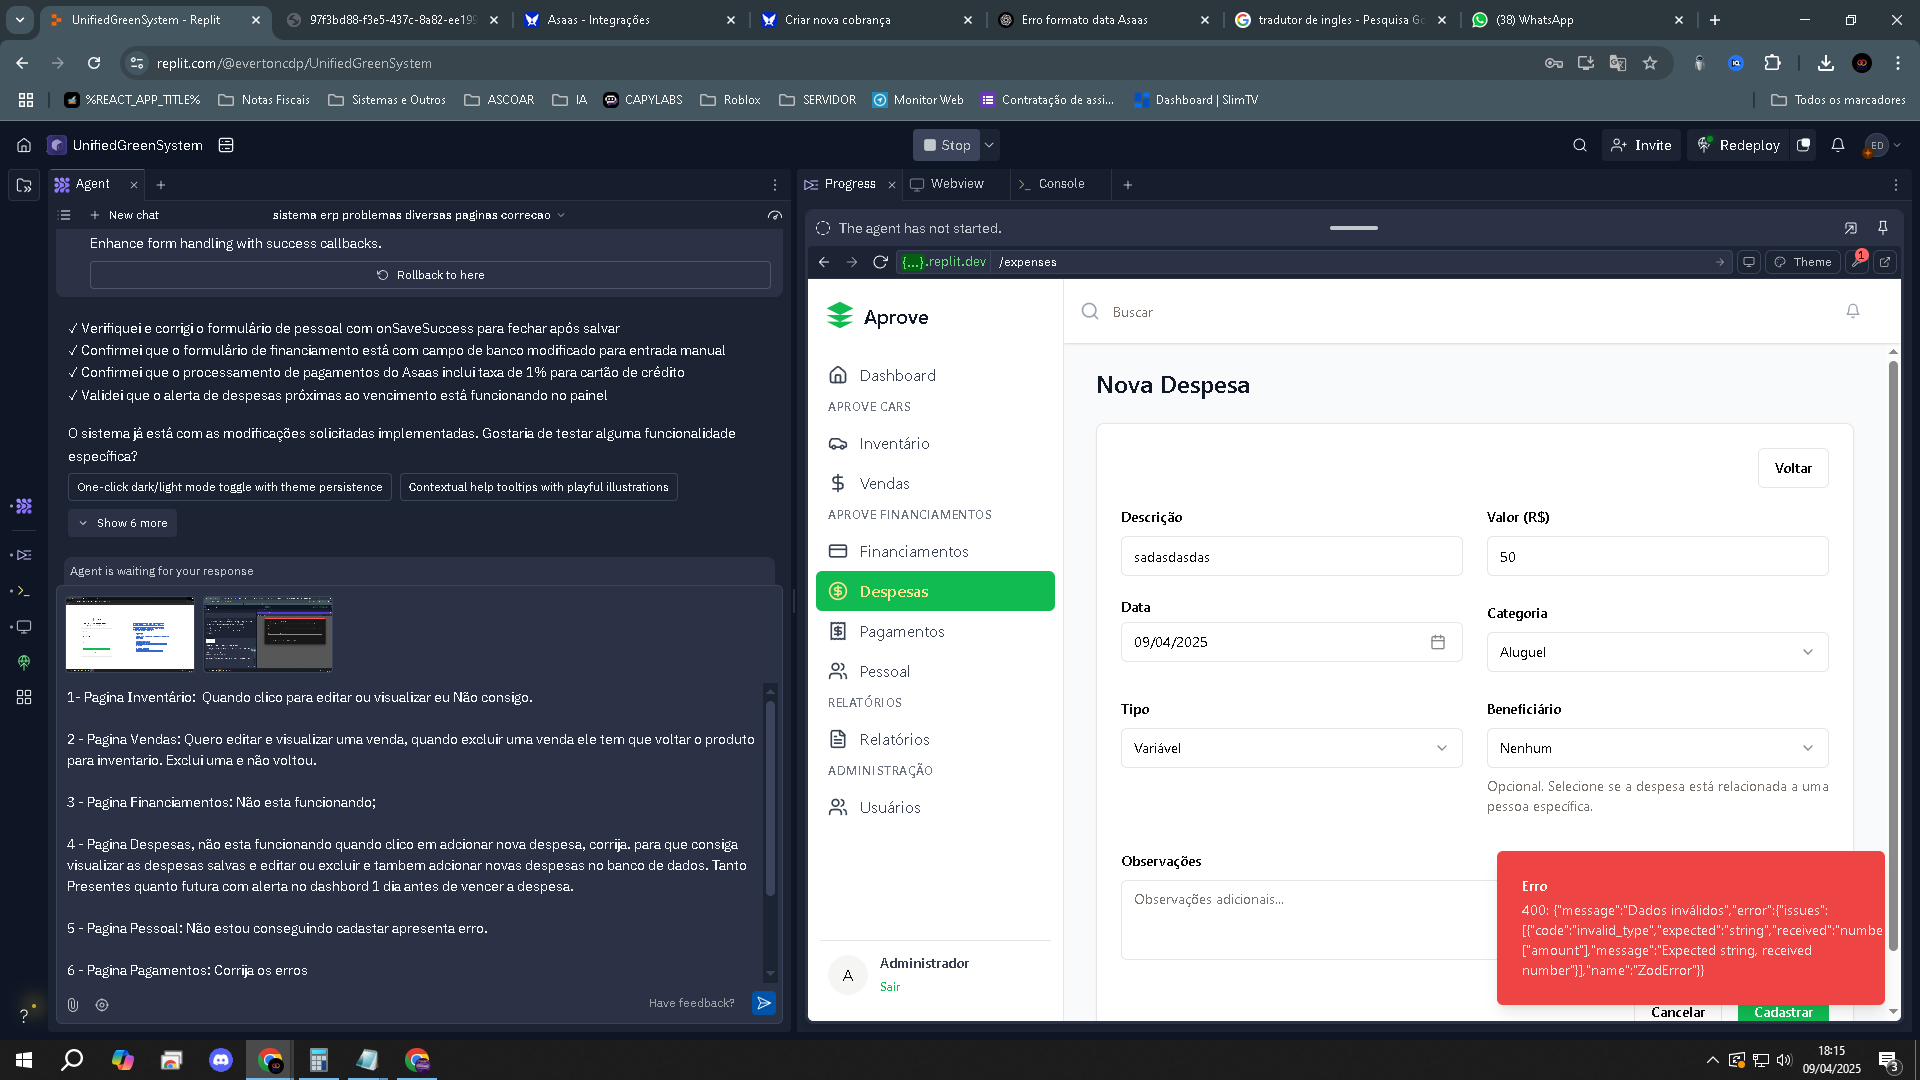 UnifiedGreenSystem - Replit
97f3bd88-f3e5-437c-8a82-ee199
Asaas - Integrações
Criar nova cobrança
Erro formato data Asaas
tradutor de ingles - Pesquisa Go
(38) WhatsApp
replit.com/@evertoncdp/UnifiedGreenSystem
%REACT_APP_TITLE%
Notas Fiscais
Sistemas e Outros
ASCOAR
IA
CAPYLABS
Roblox
SERVIDOR
Monitor Web
Contratação de assi...
Dashboard | SlimTV
Todos os marcadores
UnifiedGreenSystem
Stop
Invite
Redeploy
ED
Agent
Progress
Webview
Console
New chat
sistema erp problemas diversas paginas correcao
The agent has not started.
Enhance form handling with success callbacks.
Rollback to here
{...}.replit.dev
/expenses
Theme
1
✓ Verifiquei e corrigi o formulário de pessoal com onSaveSuccess para fechar após salvar
✓ Confirmei que o formulário de financiamento está com campo de banco modificado para entrada manual
✓ Confirmei que o processamento de pagamentos do Asaas inclui taxa de 1% para cartão de crédito
✓ Validei que o alerta de despesas próximas ao vencimento está funcionando no painel
O sistema já está com as modificações solicitadas implementadas. Gostaria de testar alguma funcionalidade
específica?
One-click dark/light mode toggle with theme persistence
Contextual help tooltips with playful illustrations
Show 6 more
Agent is waiting for your response
1- Pagina Inventário:  Quando clico para editar ou visualizar eu Não consigo.
2 - Pagina Vendas: Quero editar e visualizar uma venda, quando excluir uma venda ele tem que voltar o produto
para inventario. Exclui uma e não voltou.
3 - Pagina Financiamentos: Não esta funcionando;
4 - Pagina Despesas, não esta funcionando quando clico em adcionar nova despesa, corrija. para que consiga
visualizar as despesas salvas e editar ou excluir e tambem adcionar novas despesas no banco de dados. Tanto
Presentes quanto futura com alerta no dashbord 1 dia antes de vencer a despesa.
5 - Pagina Pessoal: Não estou conseguindo cadastar apresenta erro.
6 - Pagina Pagamentos: Corrija os erros
Have feedback?
Aprove
Dashboard
APROVE CARS
Inventário
Vendas
APROVE FINANCIAMENTOS
Financiamentos
Despesas
Pagamentos
Pessoal
RELATÓRIOS
Relatórios
ADMINISTRAÇÃO
Usuários
A
Administrador
Sair
Buscar
Nova Despesa
Voltar
Descrição
Valor (R$)
sadasdasdas
50
Data
Categoria
09/04/2025
Aluguel
Tipo
Beneficiário
Variável
Nenhum
Opcional. Selecione se a despesa está relacionada a uma
pessoa específica.
Observações
Observações adicionais...
Erro
400: {"message":"Dados inválidos","error":{"issues":
[{"code":"invalid_type","expected":"string","received":"numbe
["amount"],"message":"Expected string, received
number"}],"name":"ZodError"}}
Cancelar
Cadastrar
18:15
09/04/2025
3